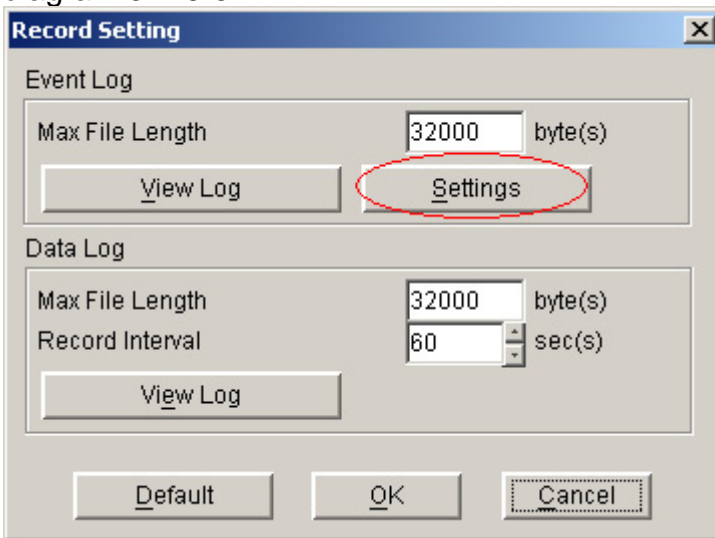 Record Setting
Event Log
Max File Length 32000 byte(s)
View Log Settings
Data Log
Max File Length 32000 byte(s)
Record Interval 60 sec(s)
View Log
Default OK Cancel